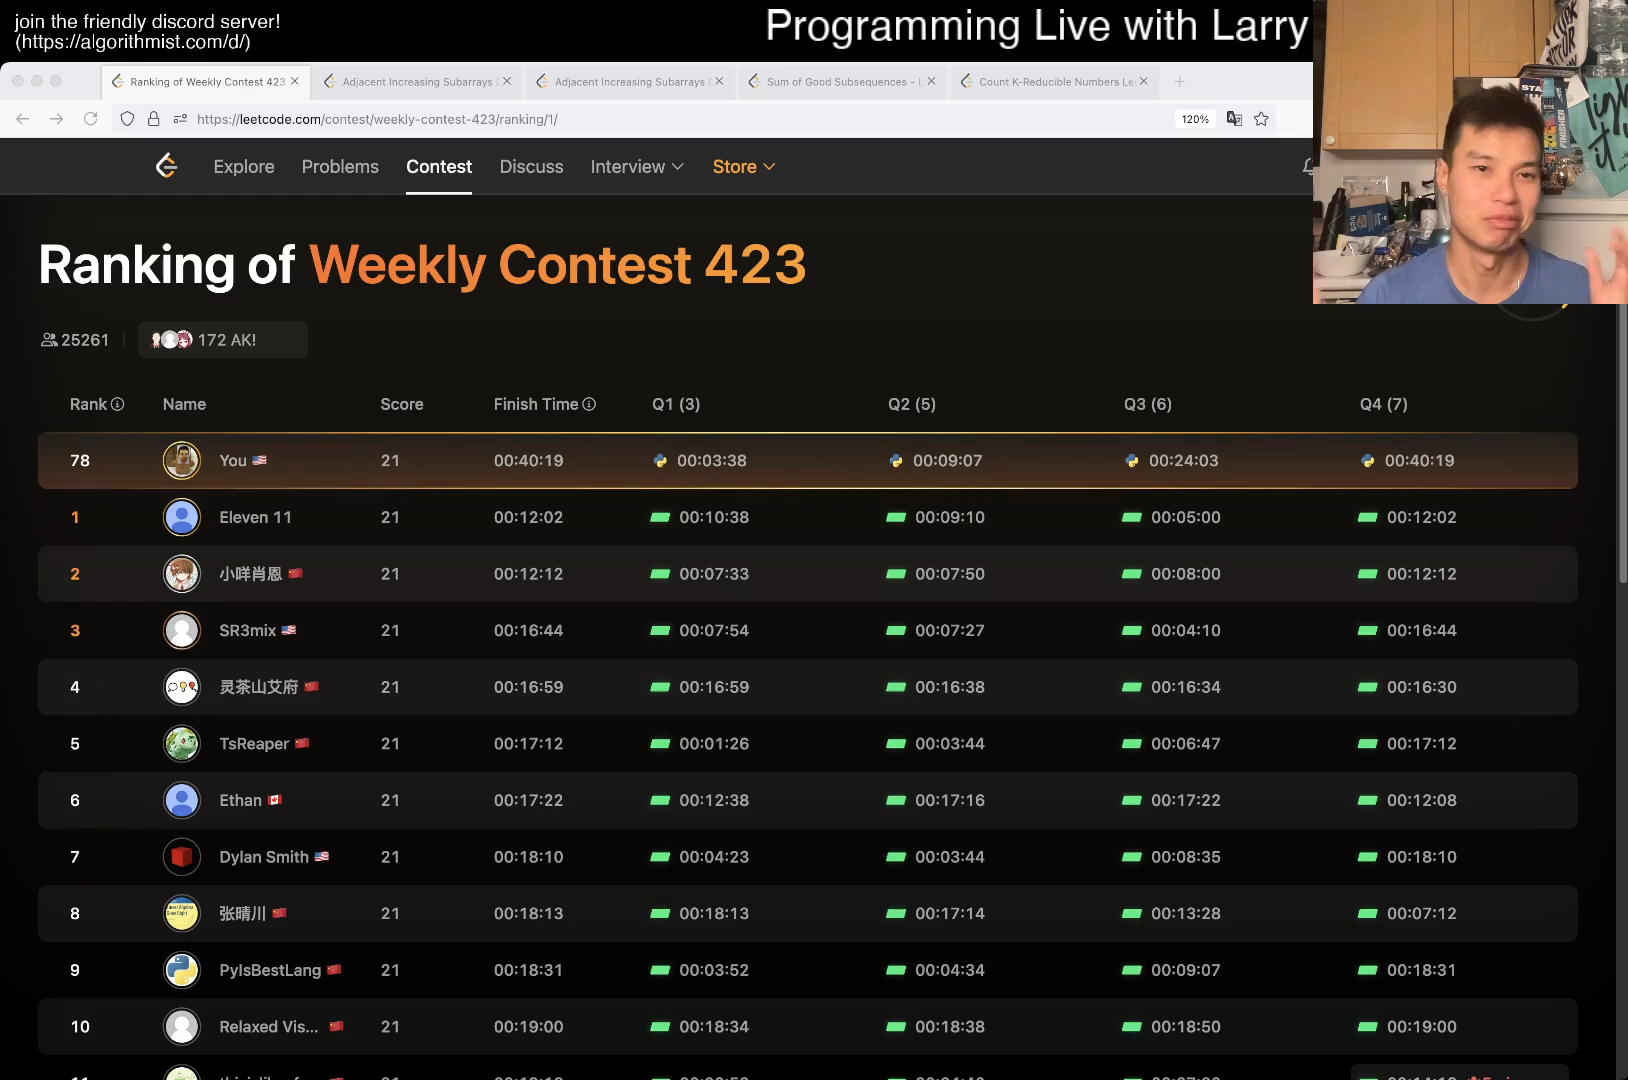 join the friendly discord server!
(https://algorithmist.com/d/)
Programming Live with Larry
Ranking of Weekly Contest 423
Adjacent Increasing Subarrays D
Adjacent Increasing Subarrays D
Sum of Good Subsequences - L
Count K-Reducible Numbers Le
https://leetcode.com/contest/weekly-contest-423/ranking/1/
120%
Explore Problems Contest Discuss Interview Store
Ranking of Weekly Contest 423
25261 172 AK!
Rank Name Score Finish Time Q1 (3) Q2 (5) Q3 (6) Q4 (7)
78 You 21 00:40:19 00:03:38 00:09:07 00:24:03 00:40:19
1 Eleven 11 21 00:12:02 00:10:38 00:09:10 00:05:00 00:12:02
2 小咩肖恩 21 00:12:12 00:07:33 00:07:50 00:08:00 00:12:12
3 SR3mix 21 00:16:44 00:07:54 00:07:27 00:04:10 00:16:44
4 灵茶山艾府 21 00:16:59 00:16:59 00:16:38 00:16:34 00:16:30
5 TsReaper 21 00:17:12 00:01:26 00:03:44 00:06:47 00:17:12
6 Ethan 21 00:17:22 00:12:38 00:17:16 00:17:22 00:12:08
7 Dylan Smith 21 00:18:10 00:04:23 00:03:44 00:08:35 00:18:10
8 张晴川 21 00:18:13 00:18:13 00:17:14 00:13:28 00:07:12
9 PyIsBestLang 21 00:18:31 00:03:52 00:04:34 00:09:07 00:18:31
10 Relaxed Vis... 21 00:19:00 00:18:34 00:18:38 00:18:50 00:19:00